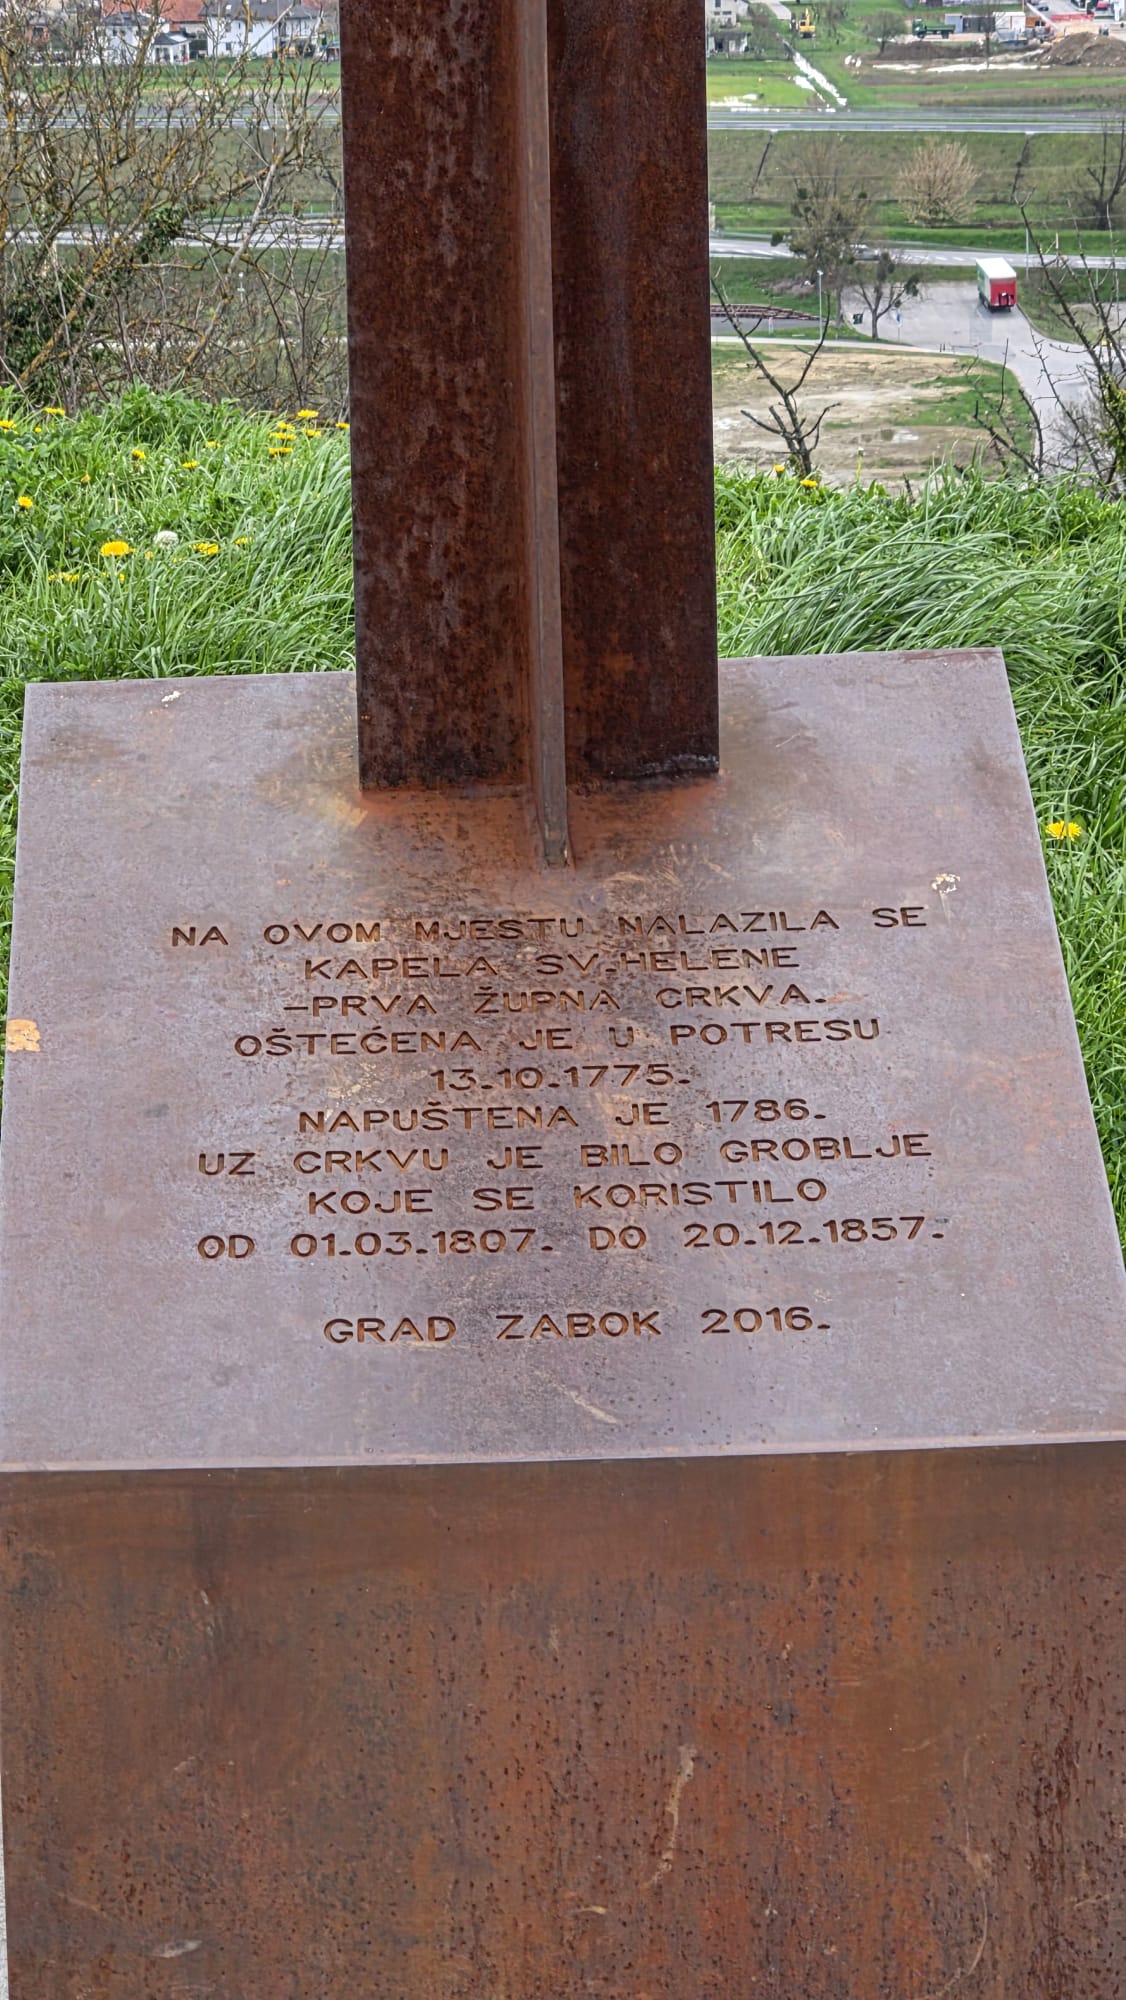 NA OVOM MJESTU NALAZILA SE
KAPELA SV.HELENE
-PRVA ŽUPNA CRKVA.
OŠTEĆENA JE U POTRESU
13.10.1775.
NAPUŠTENA JE 1786.
UZ CRKVU JE BILO GROBLJE
KOJE SE KORISTILO
OD 01.03.1807. DO 20.12.1857.
GRAD ZABOK 2016.